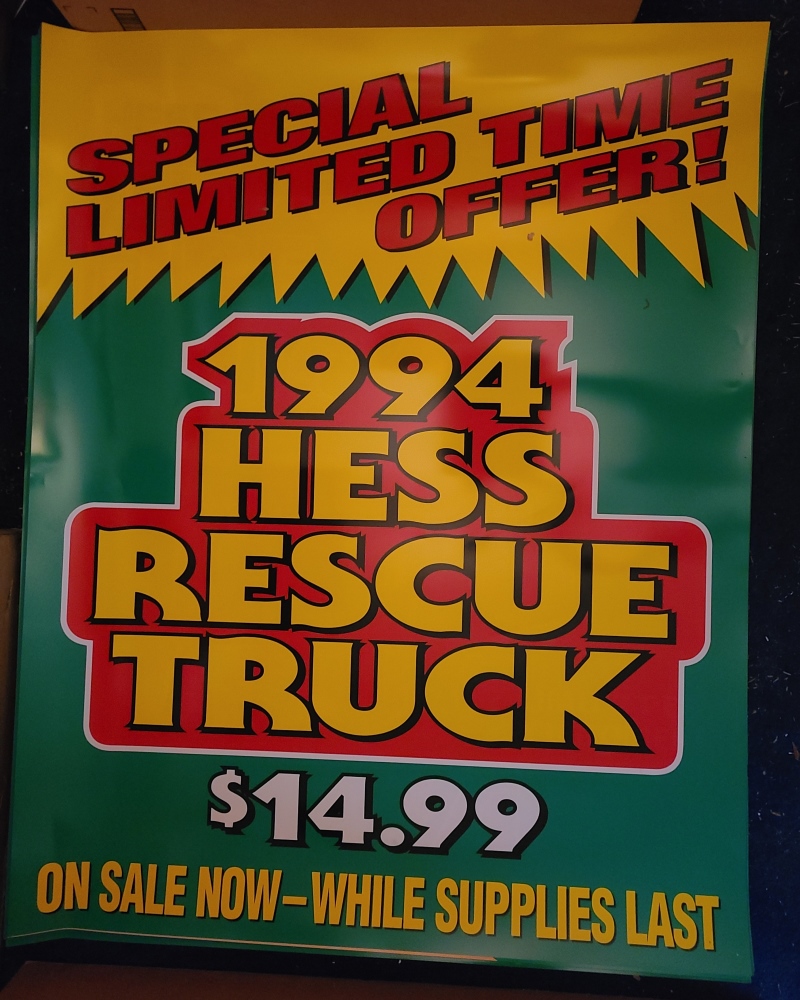 SPECIAL
LIMITED TIME
OFFER!
1994
HESS
RESCUE
TRUCK
$14.99
ON SALE NOW–WHILE SUPPLIES LAST